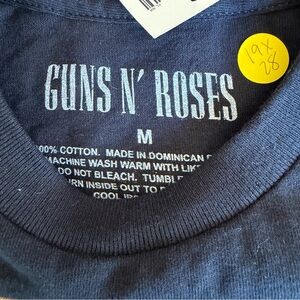 GUNS N' ROSES
M
100% COTTON. MADE IN DOMINICAN
MACHINE WASH WARM WITH LIKE
DO NOT BLEACH. TUMBLE
INSIDE OUT TO
COOL
19x
28